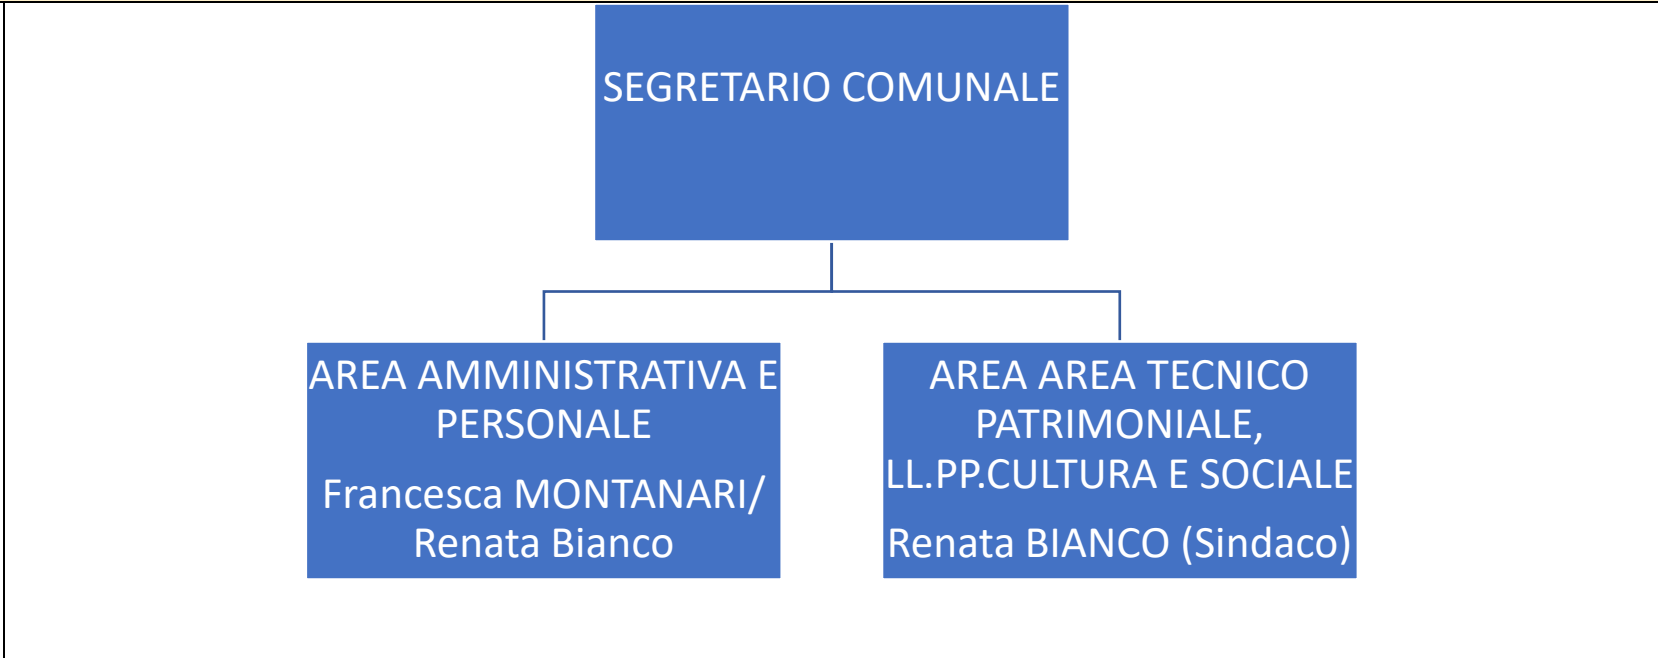 SEGRETARIO COMUNALE
AREA AMMINISTRATIVA E
PERSONALE
Francesca MONTANARI/
Renata Bianco
AREA AREA TECNICO
PATRIMONIALE,
LL.PP.CULTURA E SOCIALE
Renata BIANCO (Sindaco)